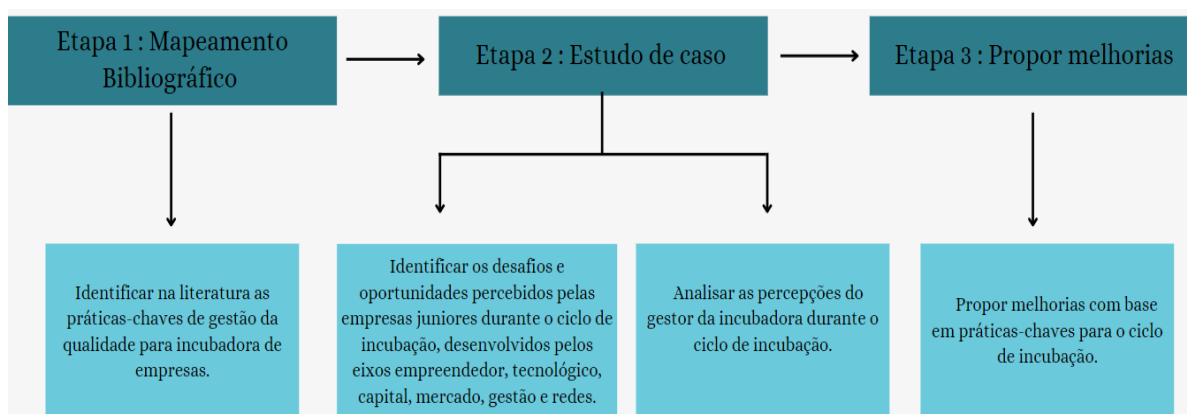 Etapa 1 : Mapeamento
Bibliográfico
Etapa 2 : Estudo de caso
Etapa 3 : Propor melhorias
Identificar na literatura as
práticas-chaves de gestão da
qualidade para incubadora de
empresas.
Identificar os desafios e
oportunidades percebidos pelas
empresas juniores durante o ciclo de
incubação, desenvolvidos pelos
eixos empreendedor, tecnológico,
capital, mercado, gestão e redes.
Analisar as percepções do
gestor da incubadora durante o
ciclo de incubação.
Propor melhorias com base
em práticas-chaves para o ciclo
de incubação.